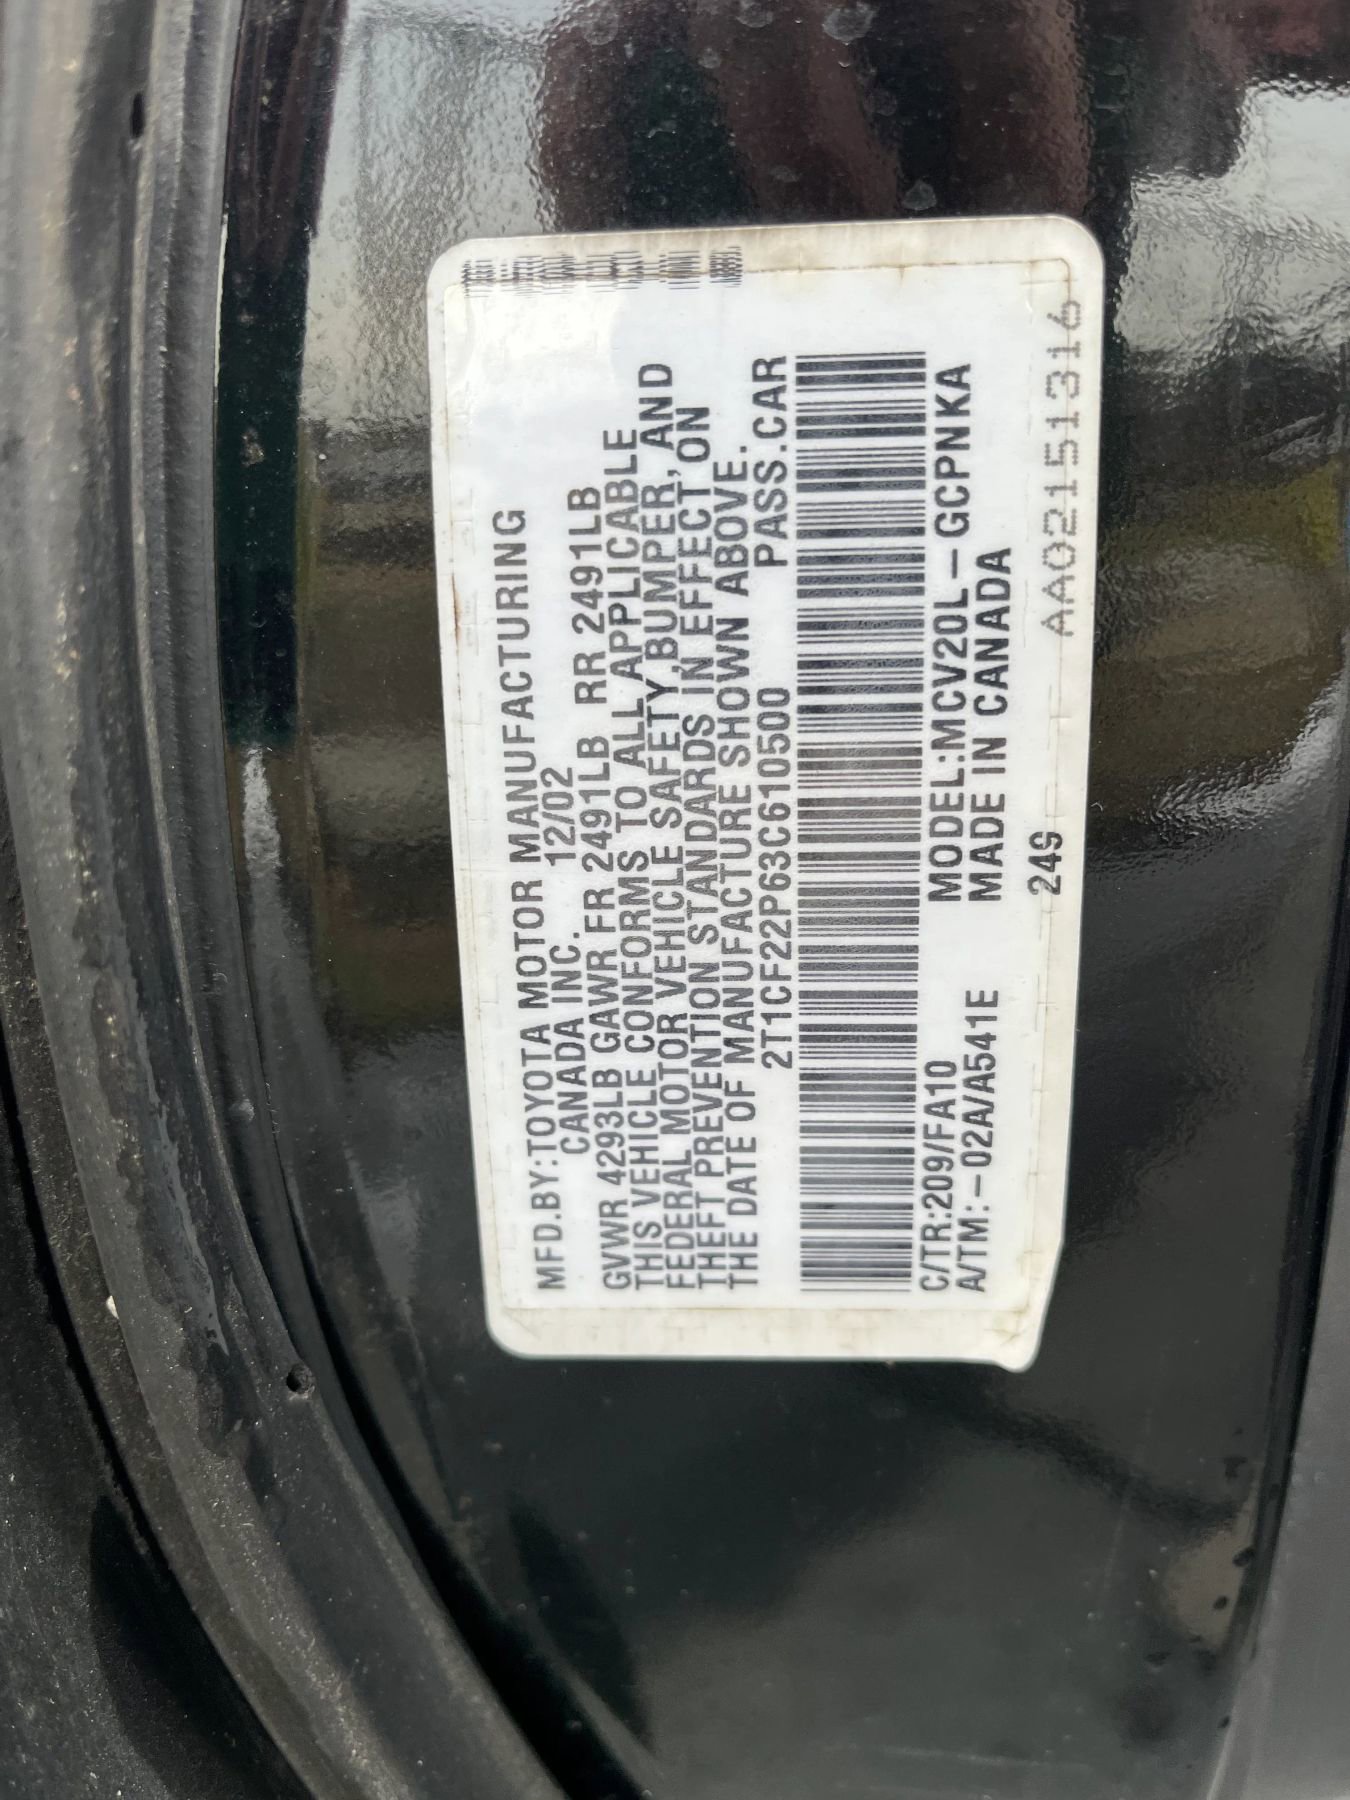 MFD.BY:TOYOTA MOTOR MANUFACTURING
CANADA INC. 12/02
GVWR 4293LB GAWR FR 2491LB RR 2491LB
THIS VEHICLE CONFORMS TO ALL APPLICABLE
FEDERAL MOTOR VEHICLE SAFETY,BUMPER,AND
THEFT PREVENTION STANDARDS IN EFFECT ON
THE DATE OF MANUFACTURE SHOWN ABOVE.
2T1CF22P63C610500 PASS.CAR
C/TR:209/FA10 MODEL:MCV20L-GCPNKA
A/TM:-02A/A541E MADE IN CANADA
249
AA02151316